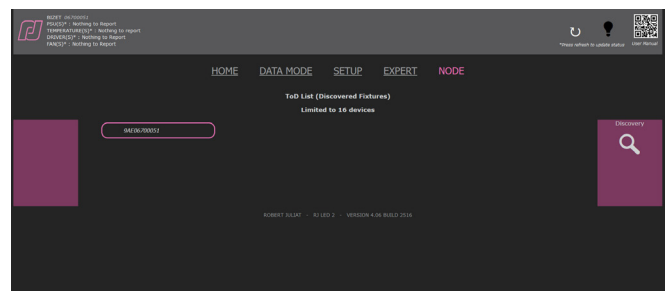 BIZET 06700051
PSU(S)* : Nothing to Report
TEMPERATURE(S)* : Nothing to report
DRIVER(S)* : Nothing to Report
FAN(S)* : Nothing to Report
*Press refresh to update status
User Manual
HOME DATA MODE SETUP EXPERT NODE
ToD List (Discovered Fixtures)
Limited to 16 devices
9AE06700051
Discovery
ROBERT JULIAT - RJ LED 2 - VERSION 4.06 BUILD 2516